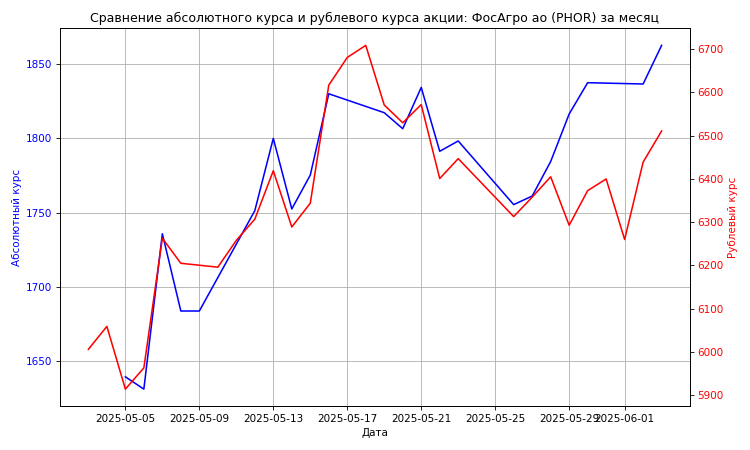 Сравнение абсолютного курса и рублевого курса акции: ФосАгро ао (PHOR) за месяц
1850
1800
1750
1700
1650
Абсолютный курс
6700
6600
6500
6400
6300
6200
6100
6000
5900
Рублевый курс
2025-05-05 2025-05-09 2025-05-13 2025-05-17 2025-05-21 2025-05-25 2025-05-29 2025-06-01
Дата